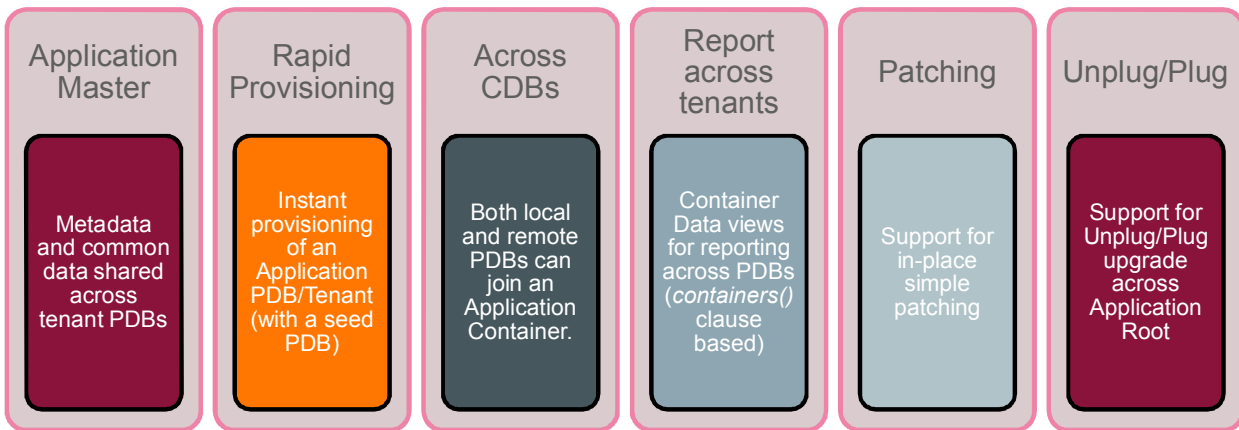 Application
Master
Metadata
and common
data shared
across
tenant PDBs
Rapid
Provisioning
Instant
provisioning
of an
Application
PDB/Tenant
(with a seed
PDB)
Across
CDBs
Both local
and remote
PDBs can
join an
Application
Container.
Report
across
tenants
Container
Data views
for reporting
across PDBs
(containers()
clause
based)
Patching
Support for
in-place
simple
patching
Unplug/Plug
Support for
Unplug/Plug
upgrade
across
Application
Root